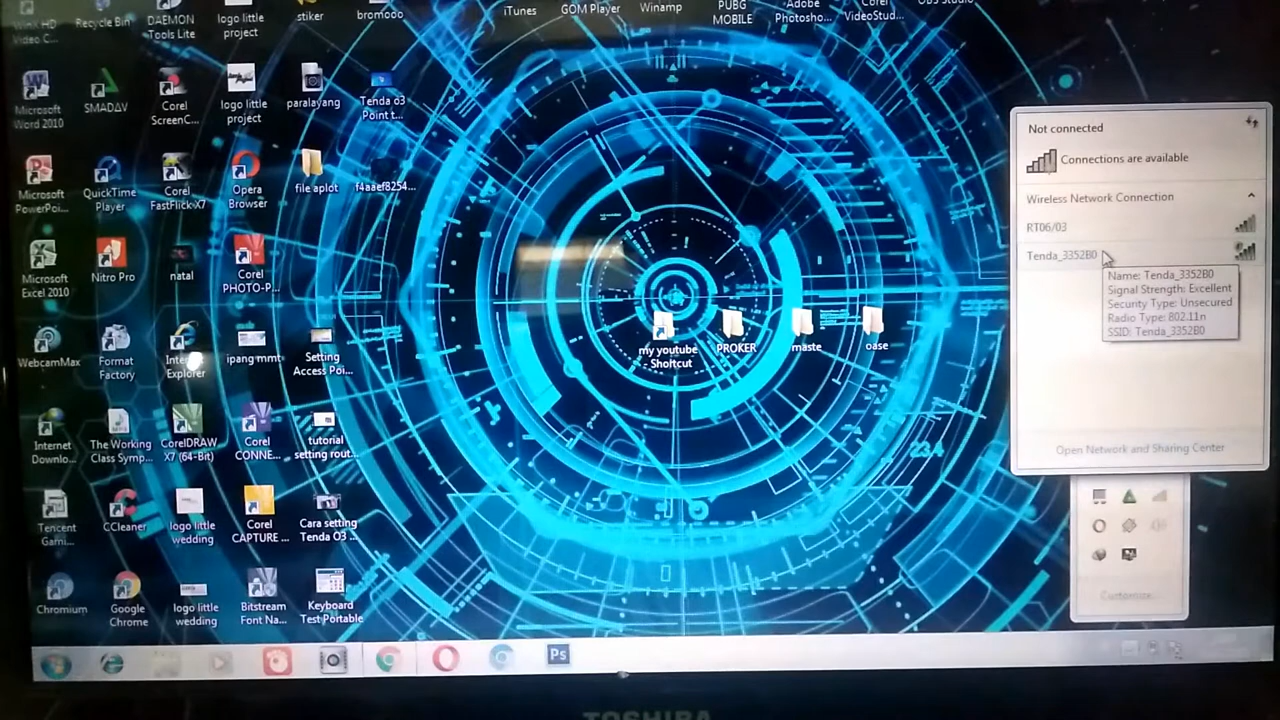 Recycle Bin
DAEMON
Tools Lite
logo little
project
stiker
bromooo
iTunes
GOM Player
Winamp
PUBG
MOBILE
Adobe
Photosho...
Corel
VideoStud...
Microsoft
Word 2010
SMADΔV
Corel
ScreenC...
logo little
project
paralayang
Tenda o3
Point t...
Microsoft
PowerPoi...
QuickTime
Player
Corel
FastFlick X7
Opera
Browser
file aplot
f4aaef8254...
Microsoft
Excel 2010
Nitro Pro
natal
Corel
PHOTO-P...
WebcamMax
Format
Factory
Explorer
ipang mmt
Setting
Access Poi...
Internet
Downlo...
The Working
Class Symp...
CorelDRAW
X7 (64-Bit)
Corel
CONNE...
tutorial
setting rout...
Tencent
Gami...
CCleaner
logo little
wedding
Corel
CAPTURE ...
Cara setting
Tenda O3 ...
Chromium
Google
Chrome
logo little
wedding
Bitstream
Font Na...
Keyboard
Test Portable
my youtube
- Shortcut
PROKER
maste
oase
234
Not connected
Connections are available
Wireless Network Connection
RT06/03
Tenda_3352B0
Name: Tenda_3352B0
Signal Strength: Excellent
Security Type: Unsecured
Radio Type: 802.11n
SSID: Tenda_3352B0
Open Network and Sharing Center
Customize...
Ps
TOSHIBA